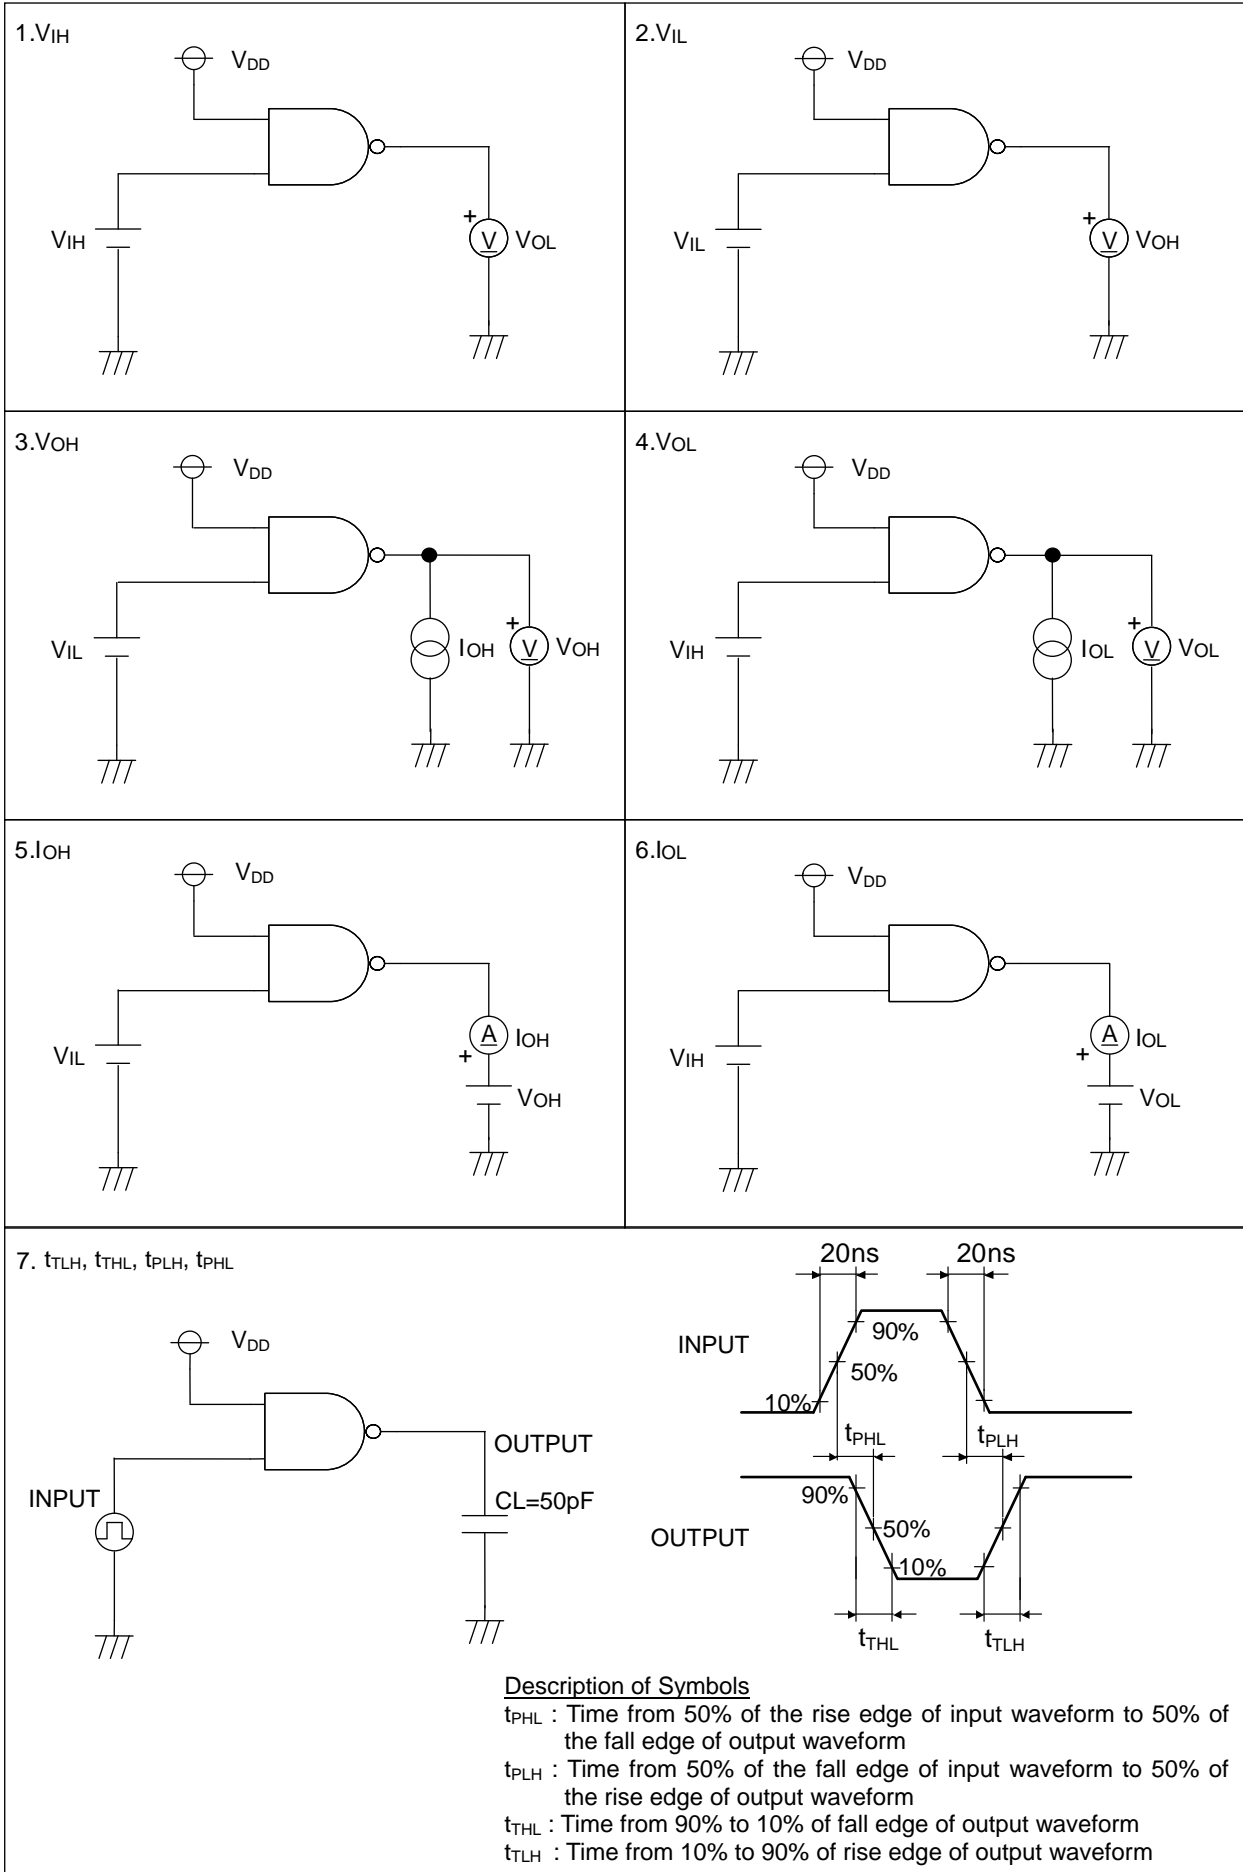 1.VIH
VDD
VIH
+
V
VOL
2.VIL
VDD
VIL
+
V
VOH
3.VOH
VDD
VIL
IOH
+
V
VOH
4.VOL
VDD
VIH
IOL
+
V
VOL
5.IOH
VDD
VIL
A
IOH
+
VOH
6.IOL
VDD
VIH
A
IOL
+
VOL
7. tTLH, tTHL, tPLH, tPHL
VDD
INPUT
OUTPUT
CL=50pF
20ns
20ns
INPUT
90%
50%
10%
tPHL
tPLH
90%
OUTPUT
50%
10%
tTHL
tTLH
Description of Symbols
tPHL : Time from 50% of the rise edge of input waveform to 50% of
the fall edge of output waveform
tPLH : Time from 50% of the fall edge of input waveform to 50% of
the rise edge of output waveform
tTHL : Time from 90% to 10% of fall edge of output waveform
tTLH : Time from 10% to 90% of rise edge of output waveform